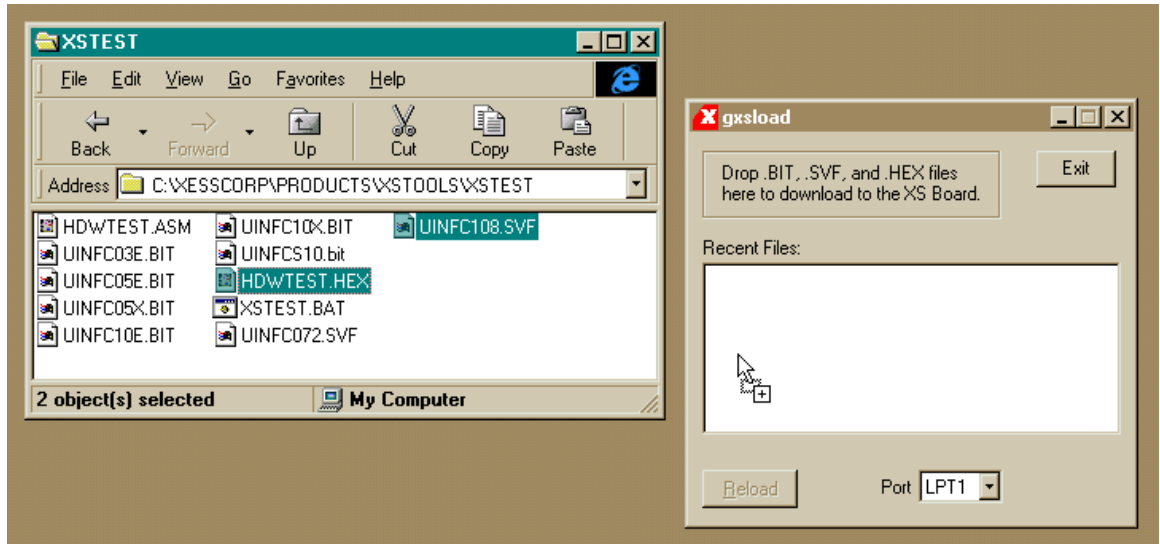 XSTEST
File Edit View Go Favorites Help
Back Forward Up Cut Copy Paste
Address C:\XESSCORP\PRODUCTS\XSTOOLS\XSTEST
HDWTEST.ASM UINFC10X.BIT UINFC108.SVF
UINFC03E.BIT UINFCS10.bit
UINFC05E.BIT HDWTEST.HEX
UINFC05X.BIT XSTEST.BAT
UINFC10E.BIT UINFC072.SVF
2 object(s) selected My Computer
gxsload
Drop .BIT, .SVF, and .HEX files
here to download to the XS Board.
Exit
Recent Files:
Reload Port LPT1